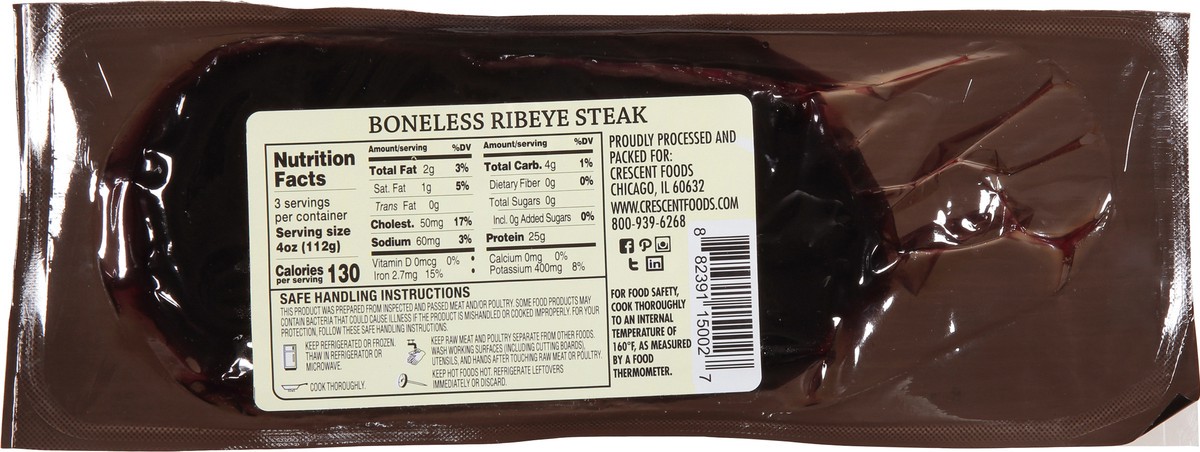 BONELESS RIBEYE STEAK
Nutrition
Facts
3 servings
per container
Serving size
4oz (112g)
Calories
per serving 130
Amount/serving %DV
Total Fat 2g 3%
Sat. Fat 1g 5%
Trans Fat 0g
Cholest. 50mg 17%
Sodium 60mg 3%
Amount/serving %DV
Total Carb. 4g 1%
Dietary Fiber 0g 0%
Total Sugars 0g
Incl. 0g Added Sugars 0%
Protein 25g
Vitamin D 0mcg 0% • Calcium 0mg 0%
Iron 2.7mg 15% • Potassium 400mg 8%
SAFE HANDLING INSTRUCTIONS
THIS PRODUCT WAS PREPARED FROM INSPECTED AND PASSED MEAT AND/OR POULTRY. SOME FOOD PRODUCTS MAY
CONTAIN BACTERIA THAT COULD CAUSE ILLNESS IF THE PRODUCT IS MISHANDLED OR COOKED IMPROPERLY. FOR YOUR
PROTECTION, FOLLOW THESE SAFE HANDLING INSTRUCTIONS.
KEEP REFRIGERATED OR FROZEN.
THAW IN REFRIGERATOR OR
MICROWAVE.
COOK THOROUGHLY.
KEEP RAW MEAT AND POULTRY SEPARATE FROM OTHER FOODS.
WASH WORKING SURFACES (INCLUDING CUTTING BOARDS),
UTENSILS, AND HANDS AFTER TOUCHING RAW MEAT OR POULTRY.
KEEP HOT FOODS HOT. REFRIGERATE LEFTOVERS
IMMEDIATELY OR DISCARD.
PROUDLY PROCESSED AND
PACKED FOR:
CRESCENT FOODS
CHICAGO, IL 60632
WWW.CRESCENTFOODS.COM
800-939-6268
FOR FOOD SAFETY,
COOK THOROUGHLY
TO AN INTERNAL
TEMPERATURE OF
160°F, AS MEASURED
BY A FOOD
THERMOMETER.
8 82391 15002 7